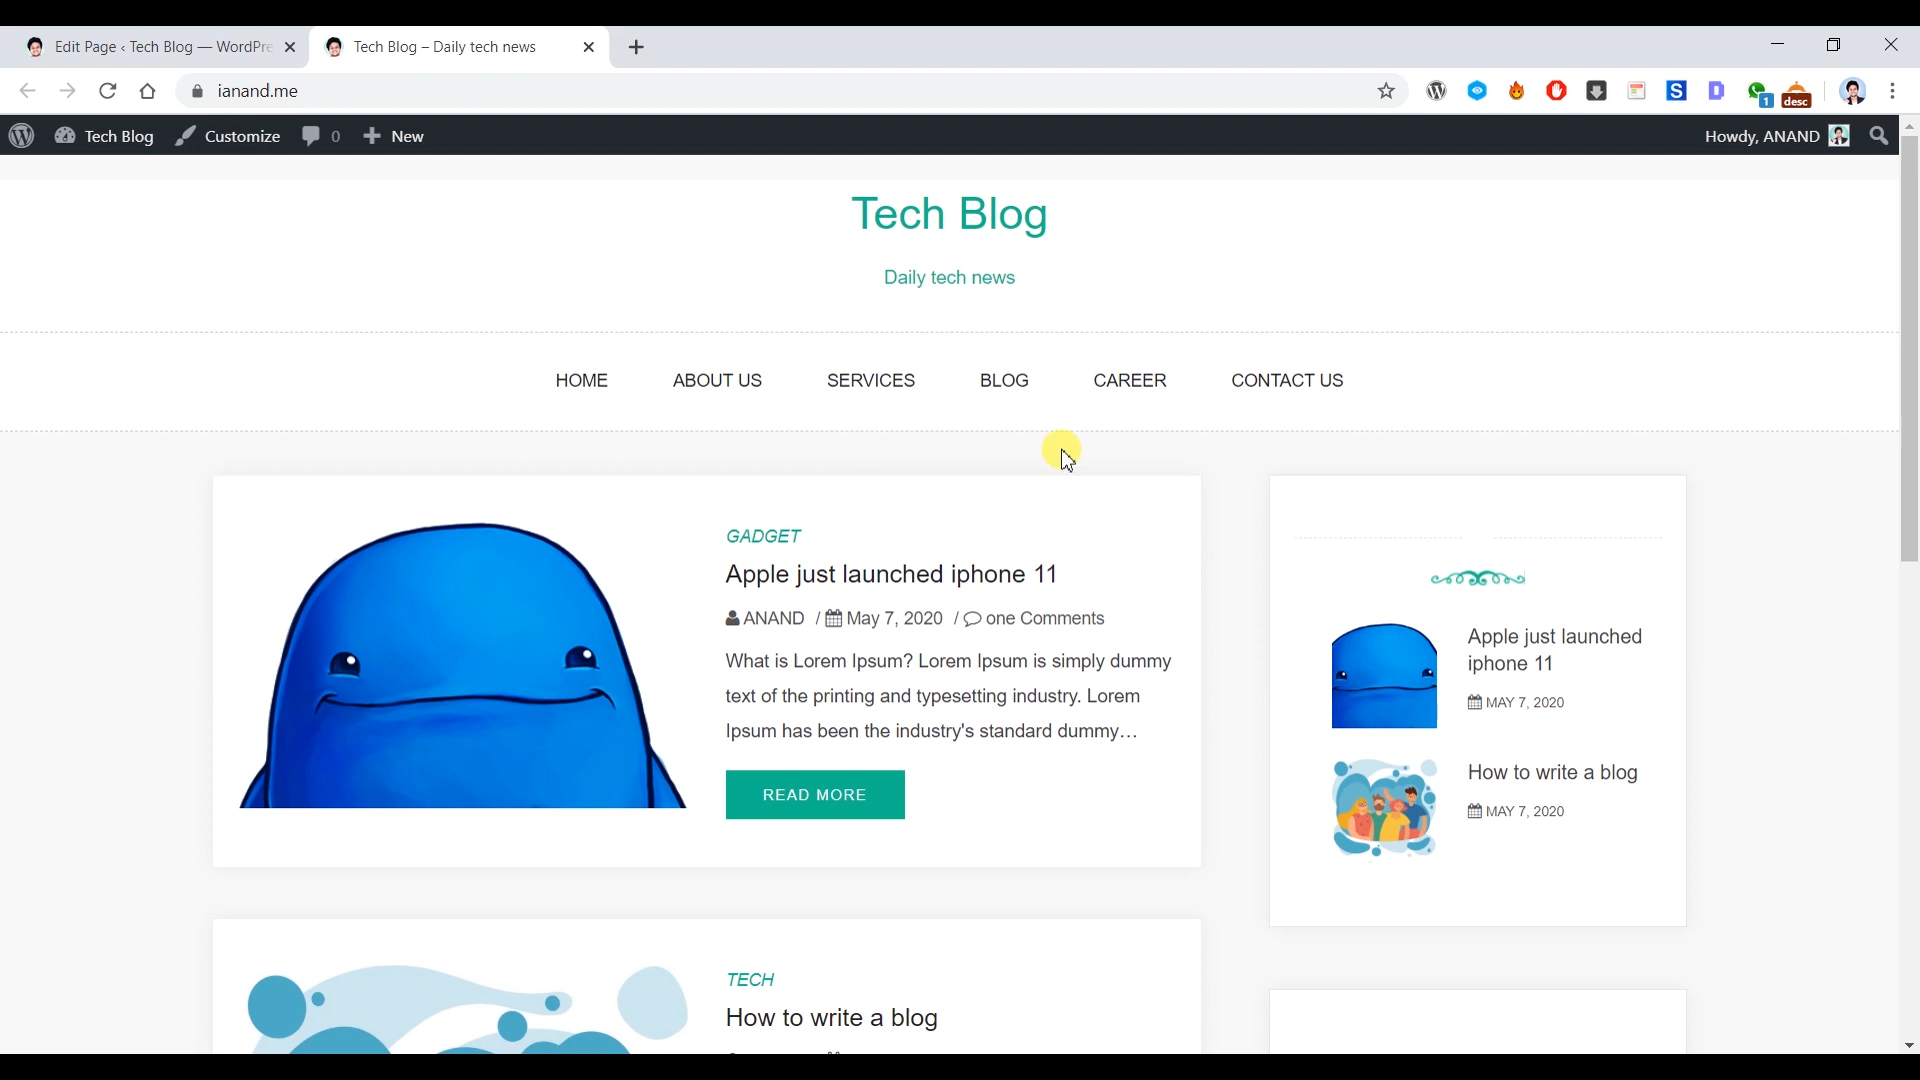 Edit Page ‹ Tech Blog — WordPre
Tech Blog – Daily tech news
ianand.me
S
D
1
desc
Tech Blog
Customize
0
New
Howdy, ANAND
Tech Blog
Daily tech news
HOME
ABOUT US
SERVICES
BLOG
CAREER
CONTACT US
GADGET
Apple just launched iphone 11
ANAND / May 7, 2020 / one Comments
What is Lorem Ipsum? Lorem Ipsum is simply dummy
text of the printing and typesetting industry. Lorem
Ipsum has been the industry's standard dummy…
READ MORE
Apple just launched
iphone 11
MAY 7, 2020
How to write a blog
MAY 7, 2020
TECH
How to write a blog